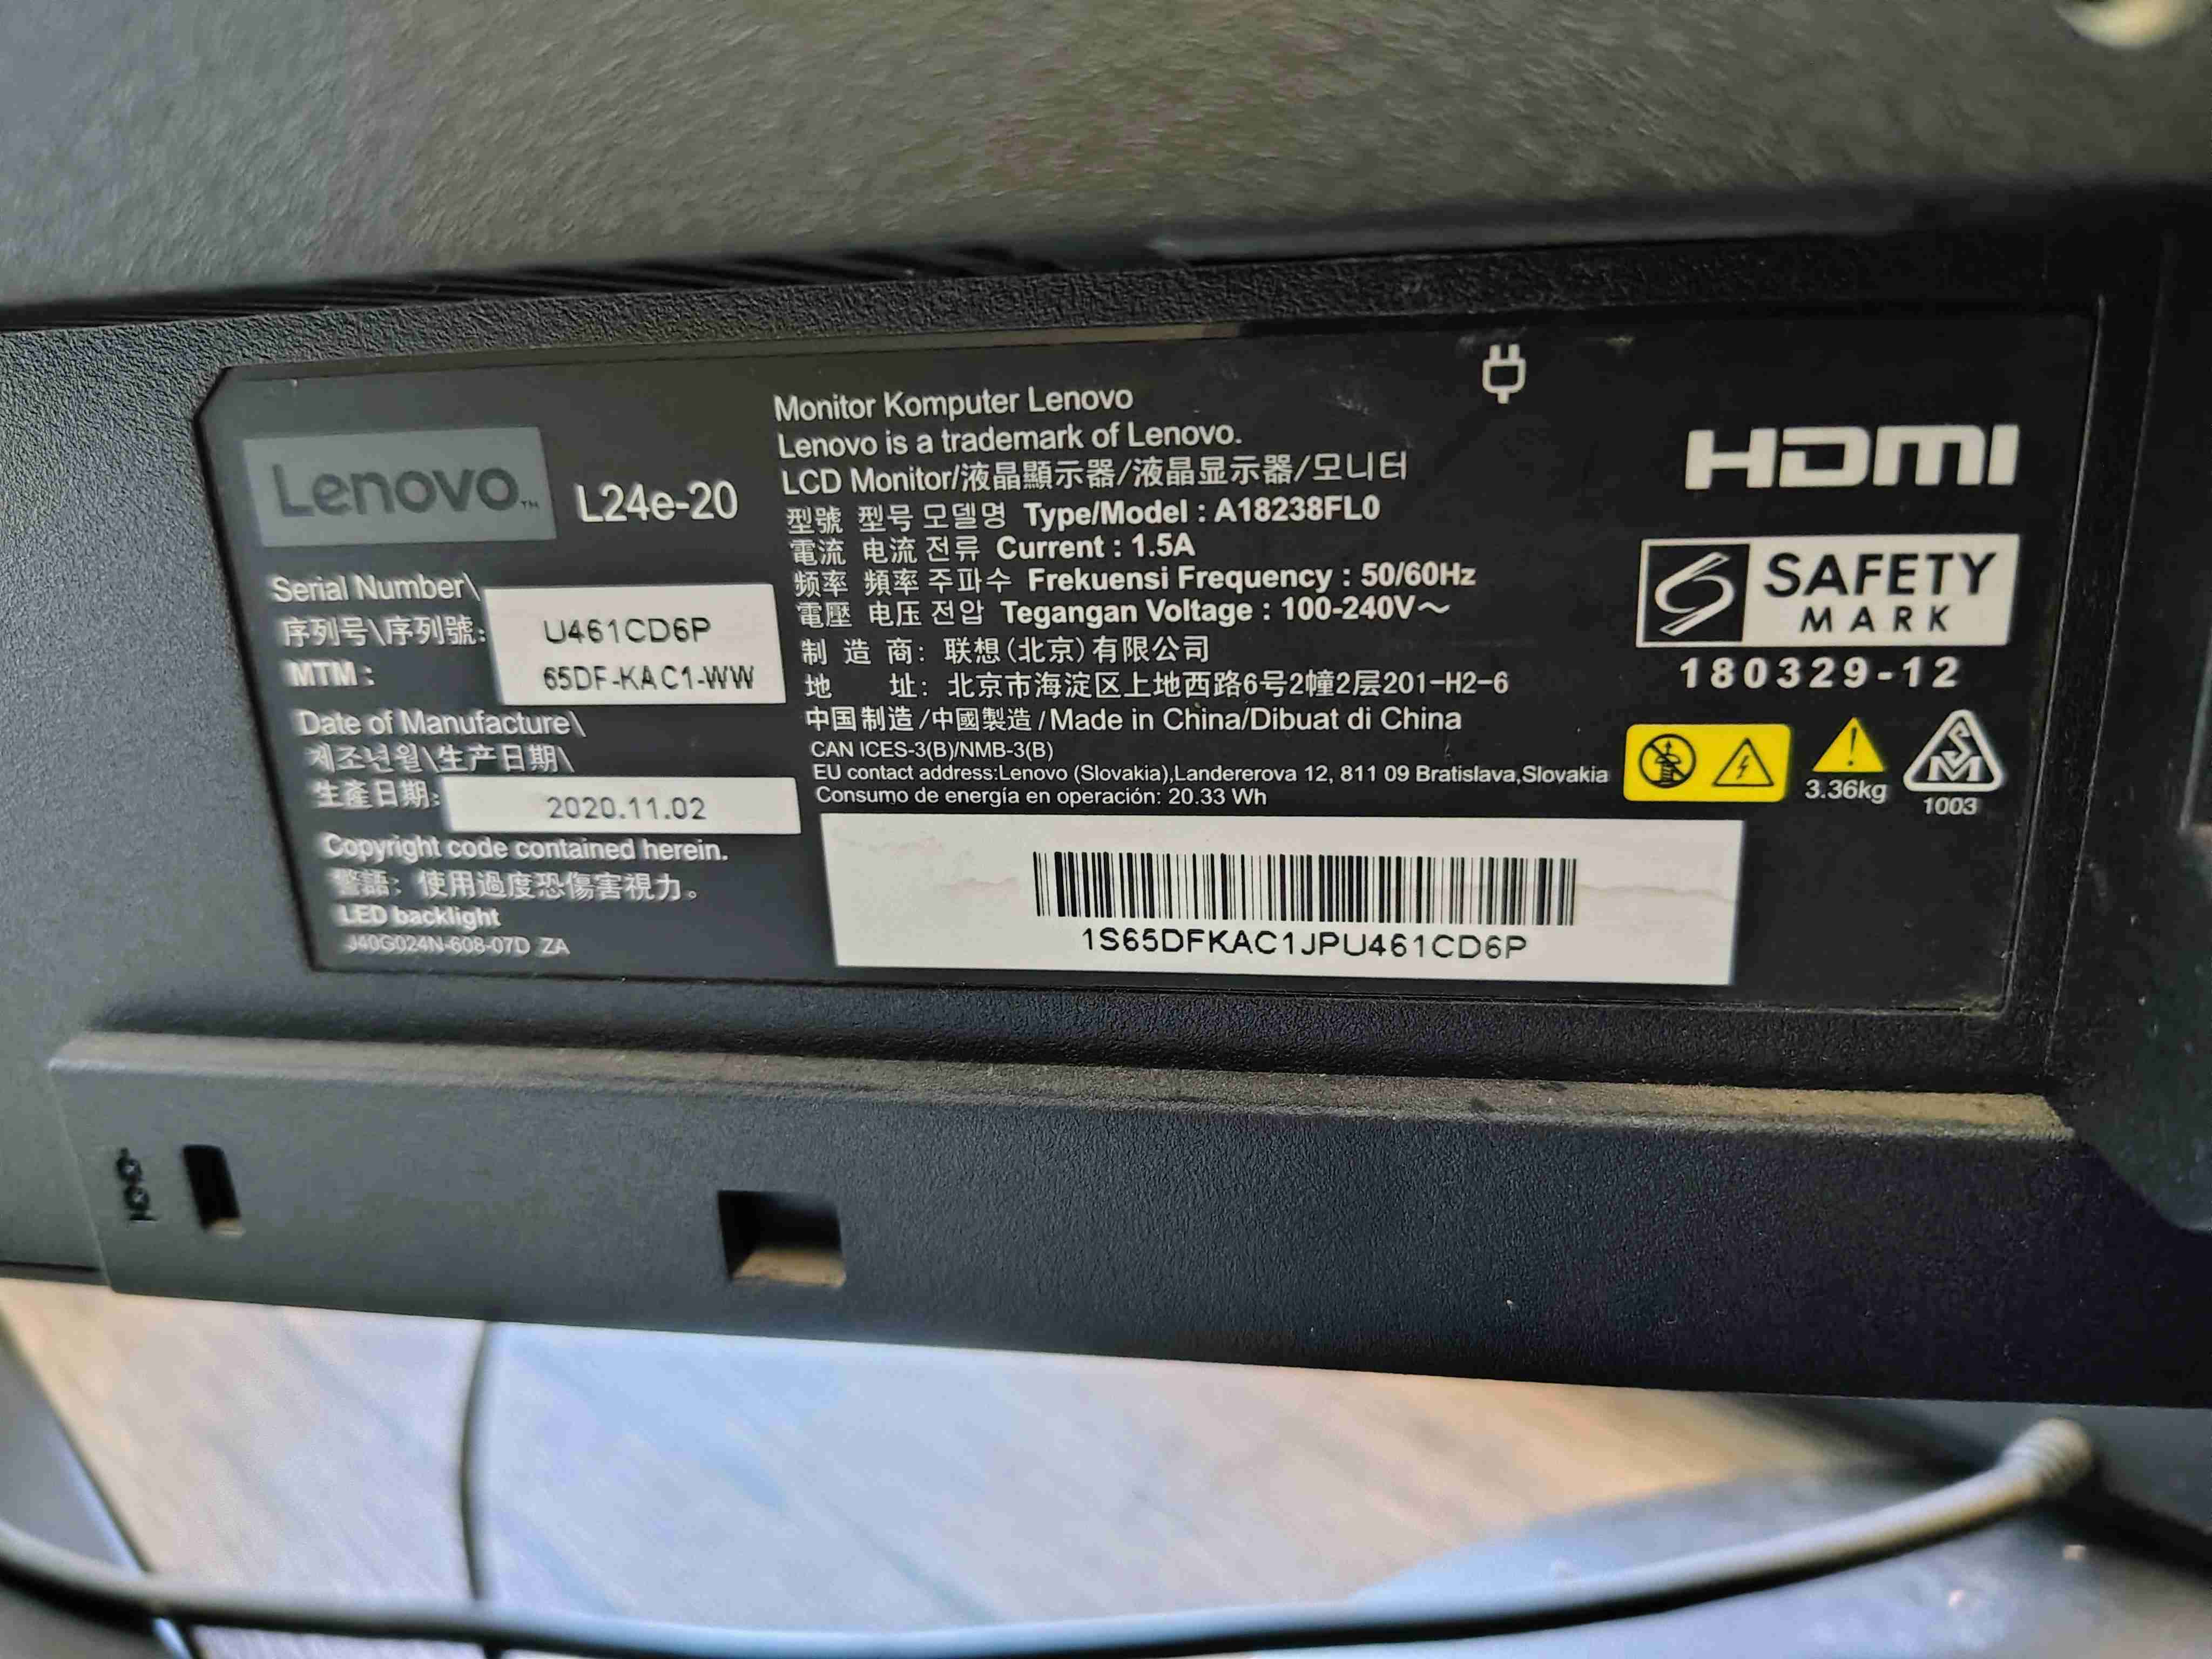 Lenovo™
L24e-20
Serial Number\
序列号\序列號:
MTM:
U461CD6P
65DF-KAC1-WW
Date of Manufacture\
제조년월\生产日期\
生產日期:
2020.11.02
Copyright code contained herein.
警語: 使用過度恐傷害視力。
LED backlight
J40G024N-608-07D ZA
Monitor Komputer Lenovo
Lenovo is a trademark of Lenovo.
LCD Monitor/液晶顯示器/液晶显示器/모니터
型號 型号 모델명 Type/Model : A18238FL0
電流 电流 전류 Current : 1.5A
频率 頻率 주파수 Frekuensi Frequency : 50/60Hz
電壓 电压 전압 Tegangan Voltage : 100-240V～
制 造 商: 联想(北京)有限公司
地 址: 北京市海淀区上地西路6号2幢2层201-H2-6
中国制造/中國製造/Made in China/Dibuat di China
CAN ICES-3(B)/NMB-3(B)
EU contact address:Lenovo (Slovakia),Landererova 12, 811 09 Bratislava,Slovakia
Consumo de energía en operación: 20.33 Wh
1S65DFKAC1JPU461CD6P
HDMI
SAFETY
MARK
180329-12
3.36kg
1003